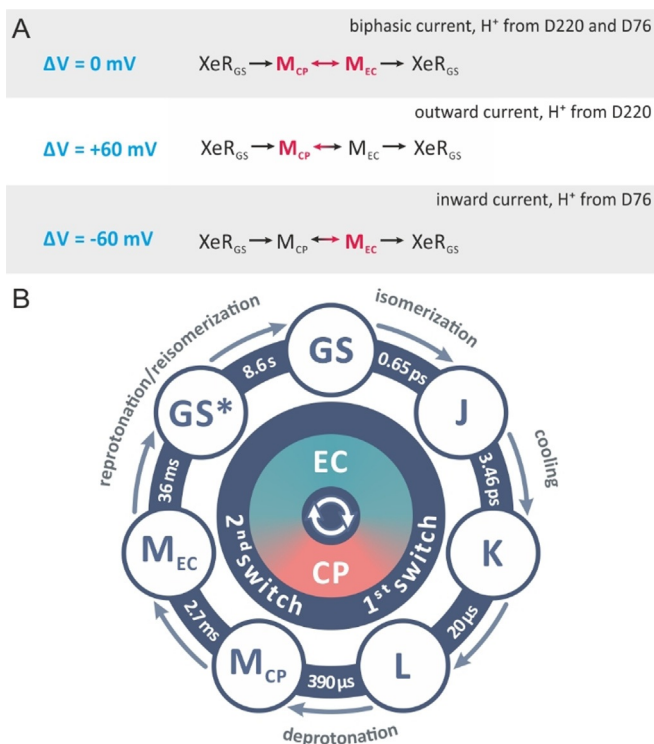 A
biphasic current, H⁺ from D220 and D76
ΔV = 0 mV
XeR_GS → M_CP ↔ M_EC → XeR_GS
outward current, H⁺ from D220
ΔV = +60 mV
XeR_GS → M_CP ↔ M_EC → XeR_GS
inward current, H⁺ from D76
ΔV = -60 mV
XeR_GS → M_CP ↔ M_EC → XeR_GS
B
isomerization
reprotonation/reisomerization
GS
8.6 s
0.65 ps
GS*
J
cooling
EC
36 ms
3.46 ps
M_EC
K
CP
2nd switch
1st switch
2.7 ms
20 µs
M_CP
L
390 µs
deprotonation